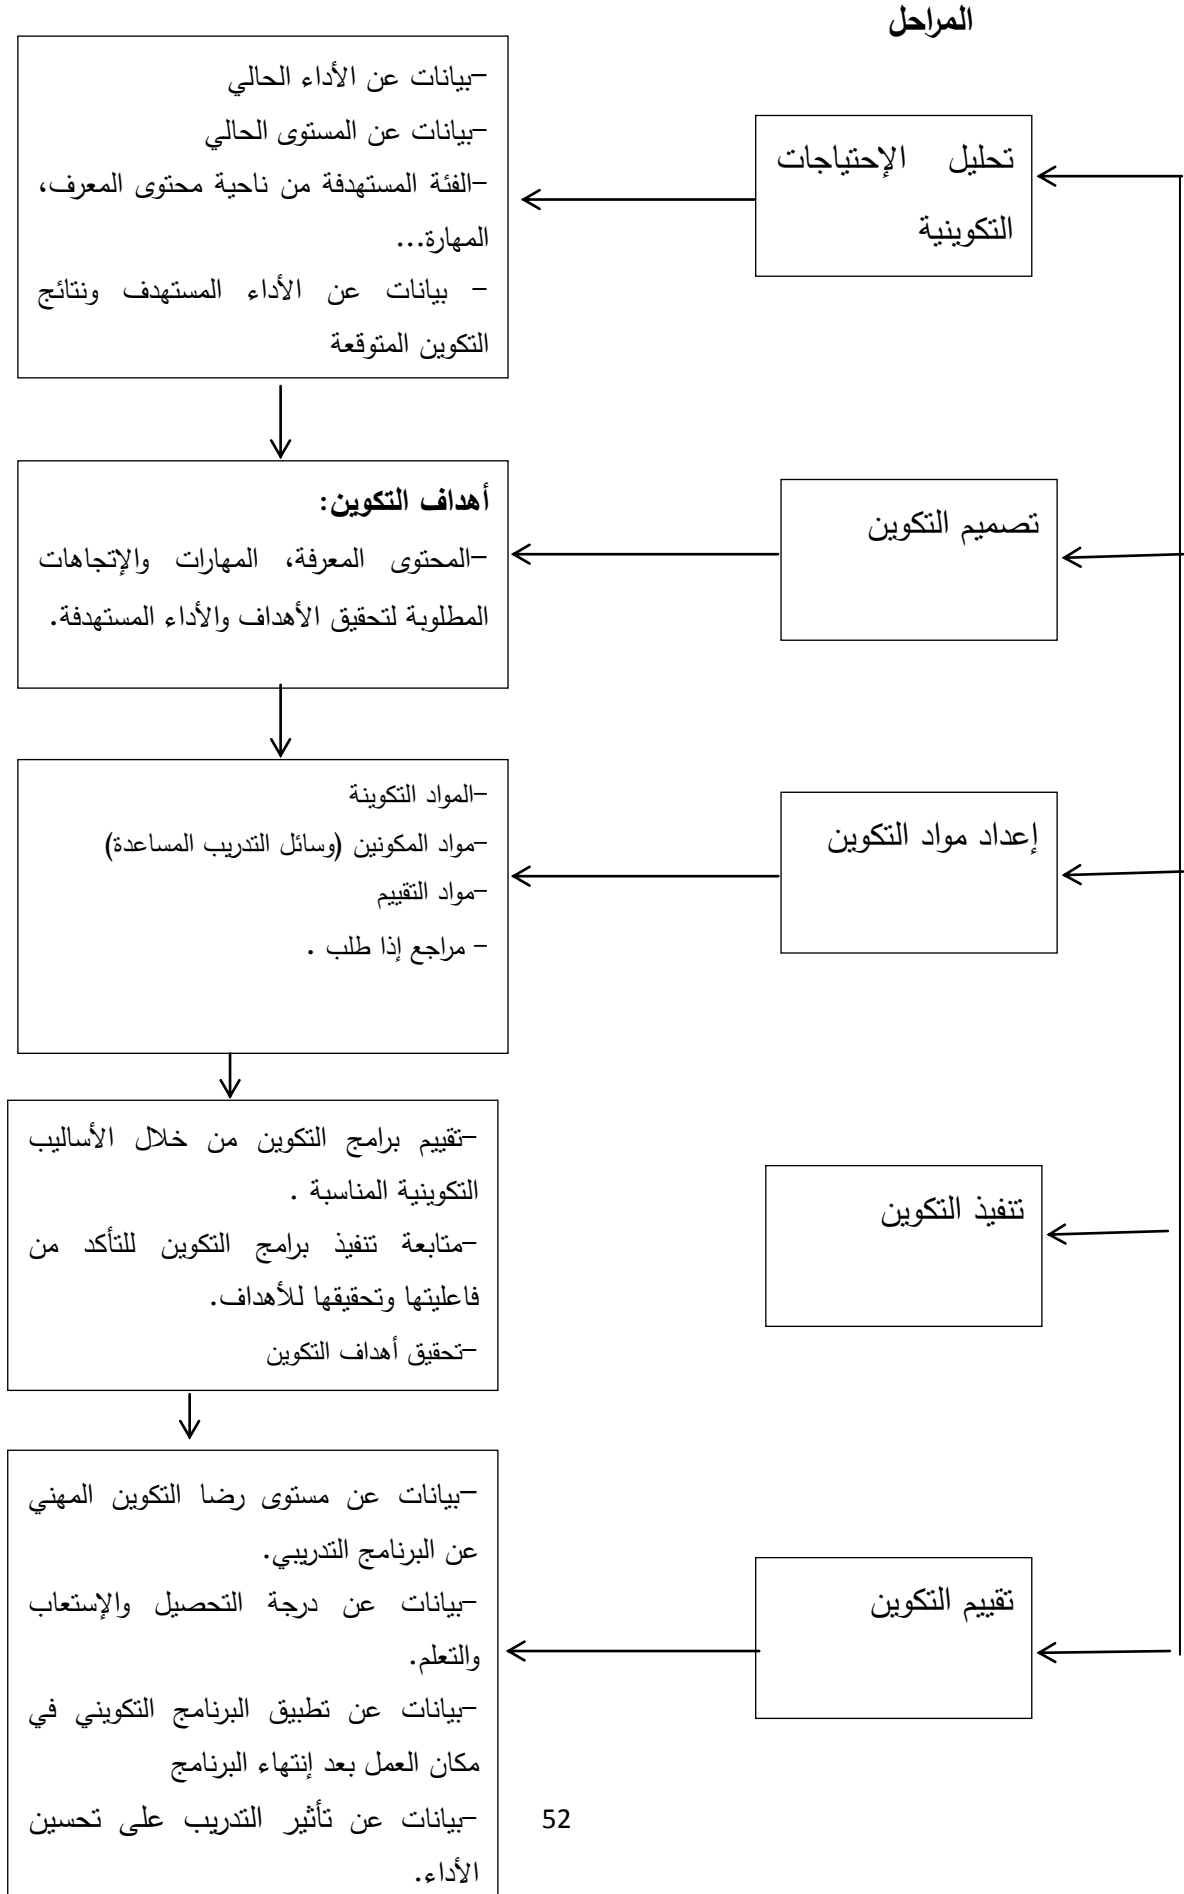 المراحل
تحليل الإحتياجات
التكوينية
-بيانات عن الأداء الحالي
-بيانات عن المستوى الحالي
-الفئة المستهدفة من ناحية محتوى المعرف،
المهارة...
- بيانات عن الأداء المستهدف ونتائج
التكوين المتوقعة
تصميم التكوين
أهداف التكوين:
-المحتوى المعرفة، المهارات والإتجاهات
المطلوبة لتحقيق الأهداف والأداء المستهدفة.
إعداد مواد التكوين
-المواد التكوينة
-مواد المكونين (وسائل التدريب المساعدة)
-مواد التقييم
- مراجع إذا طلب .
تنفيذ التكوين
-تقييم برامج التكوين من خلال الأساليب
التكوينية المناسبة .
-متابعة تنفيذ برامج التكوين للتأكد من
فاعليتها وتحقيقها للأهداف.
-تحقيق أهداف التكوين
تقييم التكوين
-بيانات عن مستوى رضا التكوين المهني
عن البرنامج التدريبي.
-بيانات عن درجة التحصيل والإستعاب
والتعلم.
-بيانات عن تطبيق البرنامج التكويني في
مكان العمل بعد إنتهاء البرنامج
-بيانات عن تأثير التدريب على تحسين
الأداء.
52